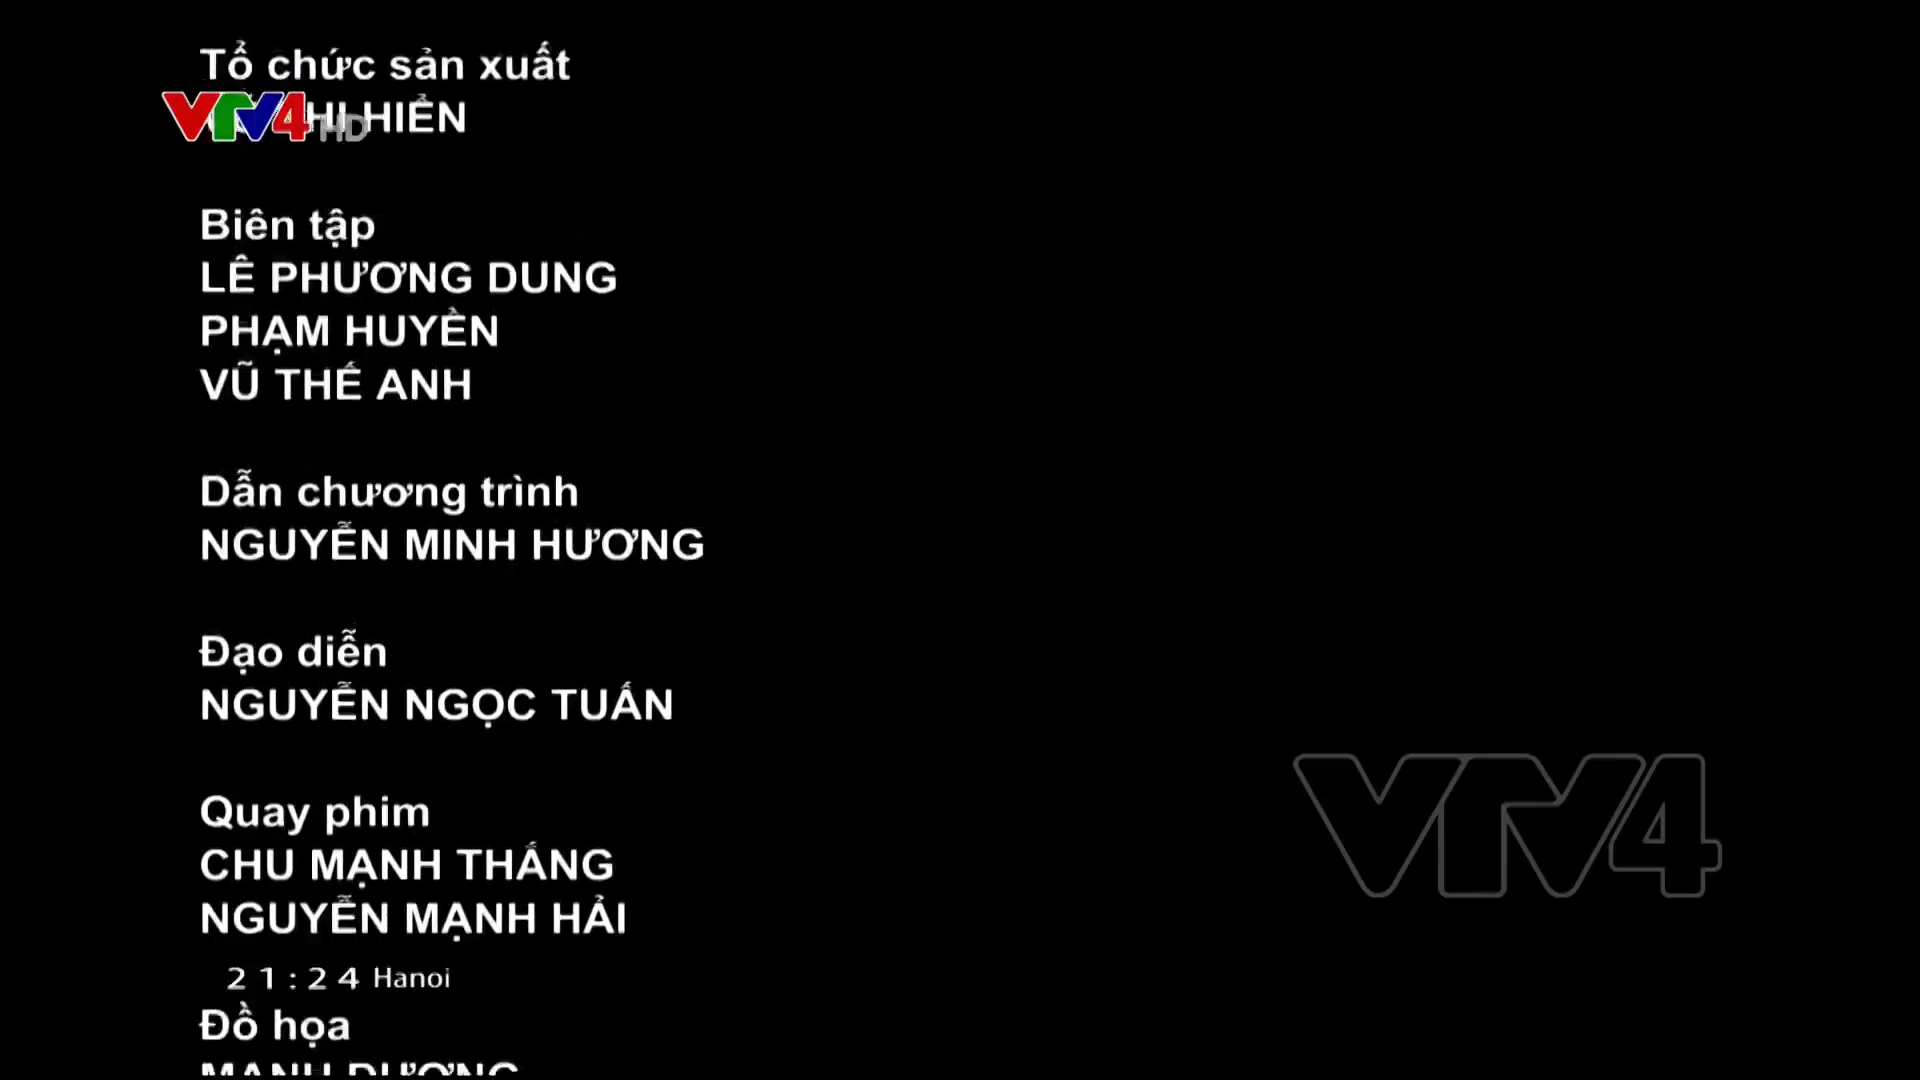 Tổ chức sản xuất
VTV4 HD
HIỂN
Biên tập
LÊ PHƯƠNG DUNG
PHẠM HUYỀN
VŨ THẾ ANH
Dẫn chương trình
NGUYỄN MINH HƯƠNG
Đạo diễn
NGUYỄN NGỌC TUẤN
Quay phim
CHU MẠNH THẮNG
NGUYỄN MẠNH HẢI
VTV4
21:24 Hanoi
Đồ họa